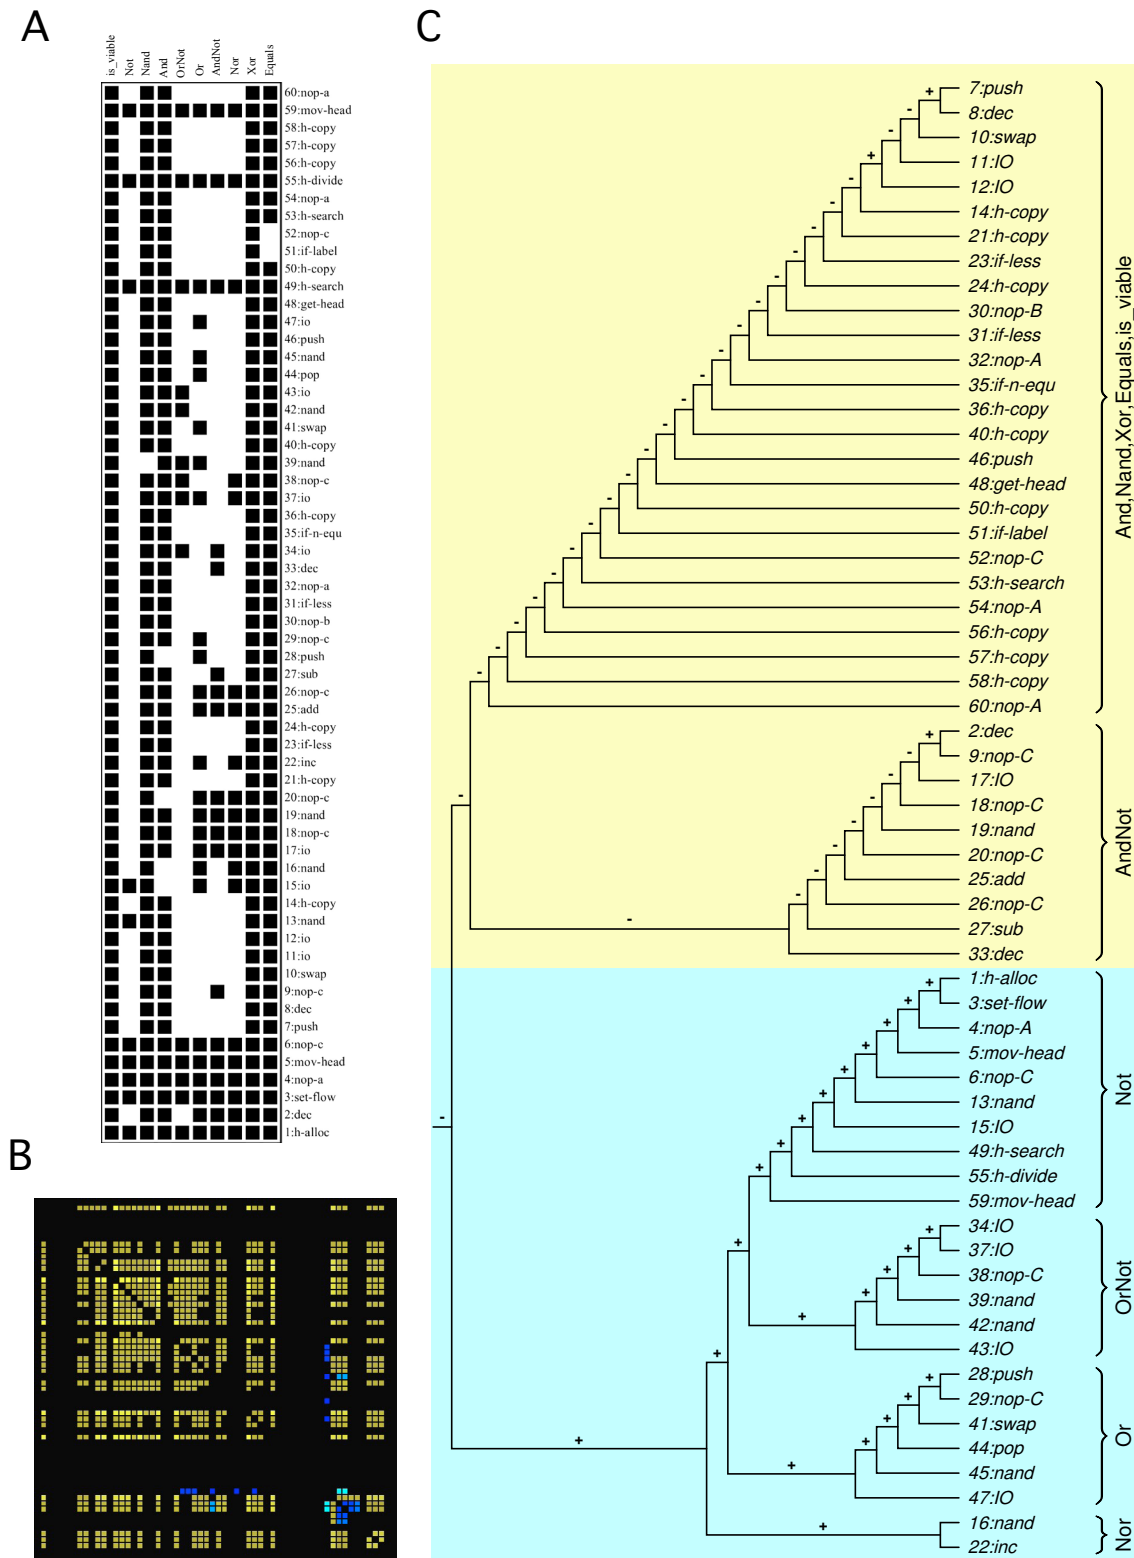 A
C
is_viable
Not
Nand
And
OrNot
Or
AndNot
Nor
Xor
Equals
60:nop-a
59:mov-head
58:h-copy
57:h-copy
56:h-copy
55:h-divide
54:nop-a
53:h-search
52:nop-c
51:if-label
50:h-copy
49:h-search
48:get-head
47:io
46:push
45:nand
44:pop
43:io
42:nand
41:swap
40:h-copy
39:nand
38:nop-c
37:io
36:h-copy
35:if-n-equ
34:io
33:dec
32:nop-a
31:if-less
30:nop-b
29:nop-c
28:push
27:sub
26:nop-c
25:add
24:h-copy
23:if-less
22:inc
21:h-copy
20:nop-c
19:nand
18:nop-c
17:io
16:nand
15:io
14:h-copy
13:nand
12:io
11:io
10:swap
9:nop-c
8:dec
7:push
6:nop-c
5:mov-head
4:nop-a
3:set-flow
2:dec
1:h-alloc
B
7:push
8:dec
10:swap
11:IO
12:IO
14:h-copy
21:h-copy
23:if-less
24:h-copy
30:nop-B
31:if-less
32:nop-A
35:if-n-equ
36:h-copy
40:h-copy
46:push
48:get-head
50:h-copy
51:if-label
52:nop-C
53:h-search
54:nop-A
56:h-copy
57:h-copy
58:h-copy
60:nop-A
And,Nand,Xor,Equals,is_viable
2:dec
9:nop-C
17:IO
18:nop-C
19:nand
20:nop-C
25:add
26:nop-C
27:sub
33:dec
AndNot
1:h-alloc
3:set-flow
4:nop-A
5:mov-head
6:nop-C
13:nand
15:IO
49:h-search
55:h-divide
59:mov-head
Not
34:IO
37:IO
38:nop-C
39:nand
42:nand
43:IO
OrNot
28:push
29:nop-C
41:swap
44:pop
45:nand
47:IO
Or
16:nand
22:inc
Nor